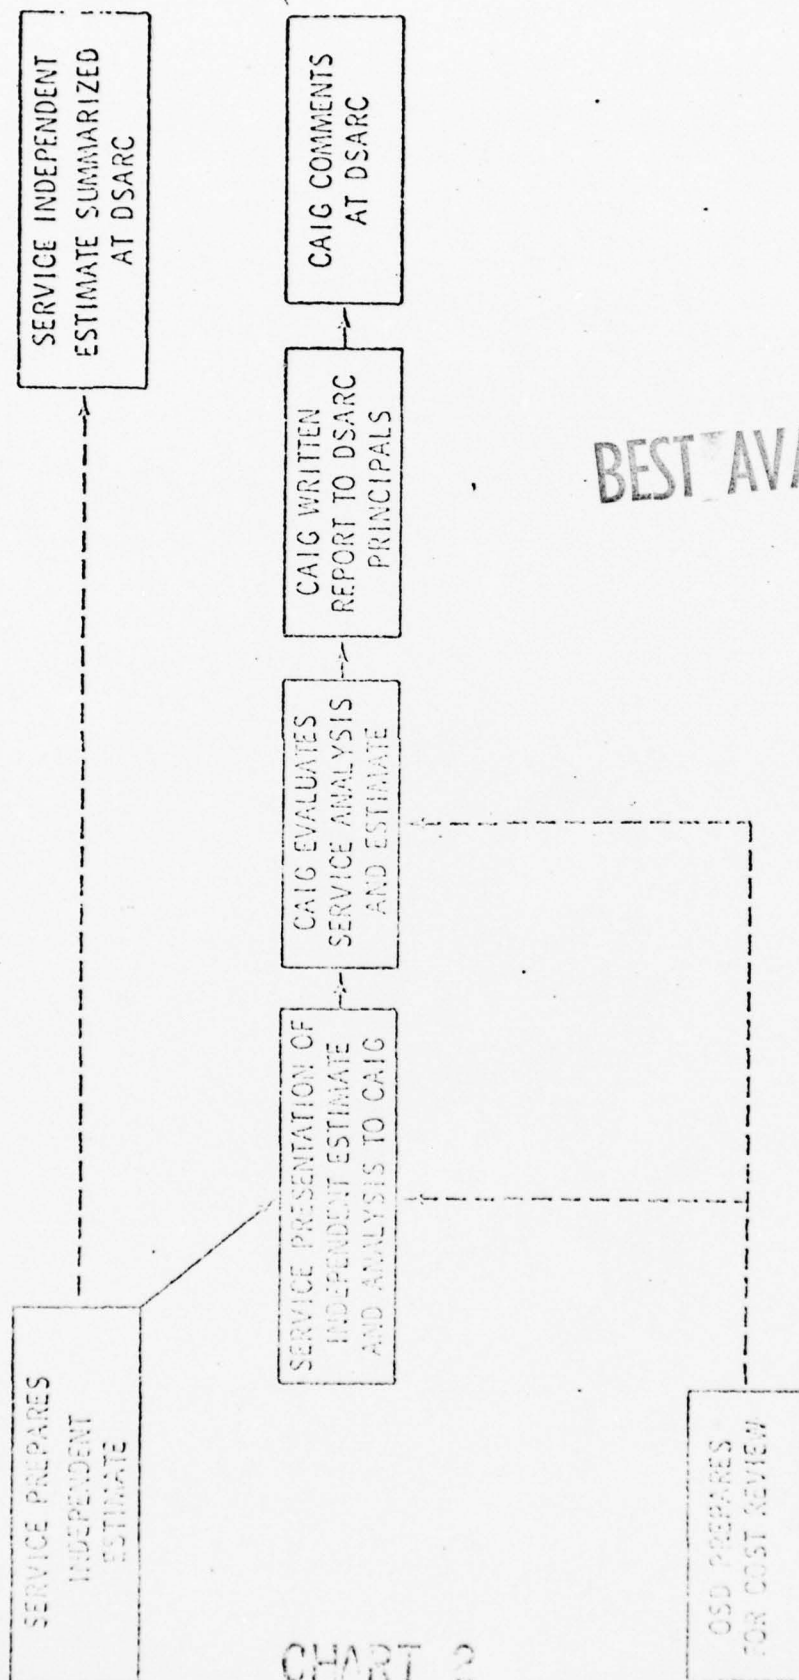 SERVICE PREPARES
INDEPENDENT
ESTIMATE
SERVICE INDEPENDENT
ESTIMATE SUMMARIZED
AT DSARC
SERVICE PRESENTATION OF
INDEPENDENT ESTIMATE
AND ANALYSIS TO CAIG
CAIG EVALUATES
SERVICE ANALYSIS
AND ESTIMATE
CAIG WRITTEN
REPORT TO DSARC
PRINCIPALS
CAIG COMMENTS
AT DSARC
OSD PREPARES
FOR COST REVIEW
BEST AVA
CHART